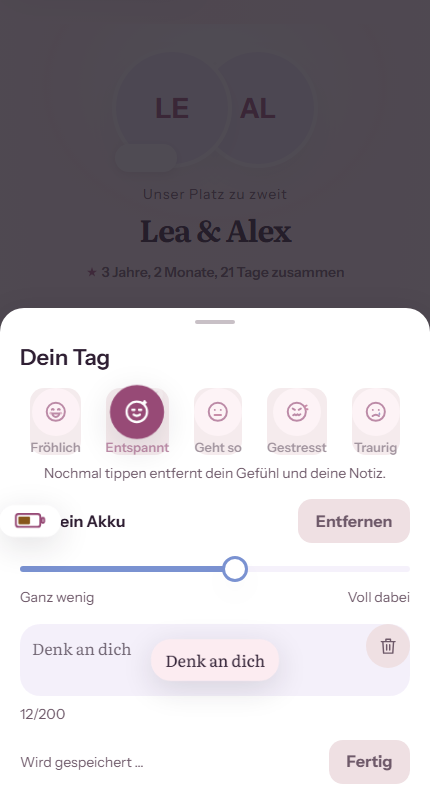 LE AL
Unser Platz zu zweit
Lea & Alex
★ 3 Jahre, 2 Monate, 21 Tage zusammen
Dein Tag
Fröhlich Entspannt Geht so Gestresst Traurig
Nochmal tippen entfernt dein Gefühl und deine Notiz.
ein Akku Entfernen
Ganz wenig Voll dabei
Denk an dich Denk an dich
12/200
Wird gespeichert ... Fertig